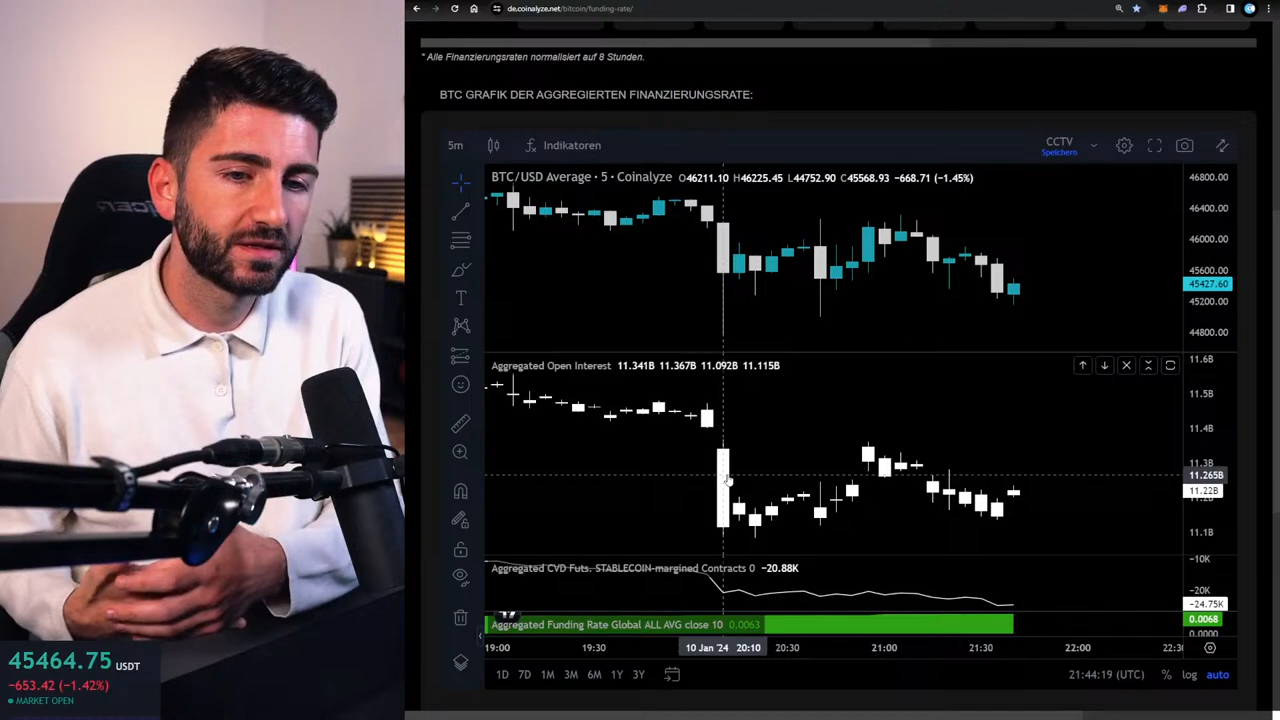 de.coinalyze.net/bitcoin/funding-rate/
* Alle Finanzierungsraten normalisiert auf 8 Stunden.
BTC GRAFIK DER AGGREGIERTEN FINANZIERUNGSRATE:
5m Indikatoren CCTV
Speichern
BTC/USD Average · 5 · Coinalyze O46211.10 H46225.45 L44752.90 C45568.93 −668.71 (−1.45%)
46800.00
46400.00
46000.00
45600.00
45427.60
45200.00
44800.00
Aggregated Open Interest 11.341B 11.367B 11.092B 11.115B
11.6B
11.5B
11.4B
11.3B
11.265B
11.22B
11.1B
Aggregated CVD Futs. STABLECOIN-margined Contracts 0 −20.88K
−10K
−20K
−24.75K
Aggregated Funding Rate Global ALL AVG close 10 0.0063
0.0068
0.0000
19:00 19:30 10 Jan '24 20:10 20:30 21:00 21:30 22:00 22:3
1D 7D 1M 3M 6M 1Y 3Y 21:44:19 (UTC) % log auto
45464.75 USDT
−653.42 (−1.42%)
MARKET OPEN